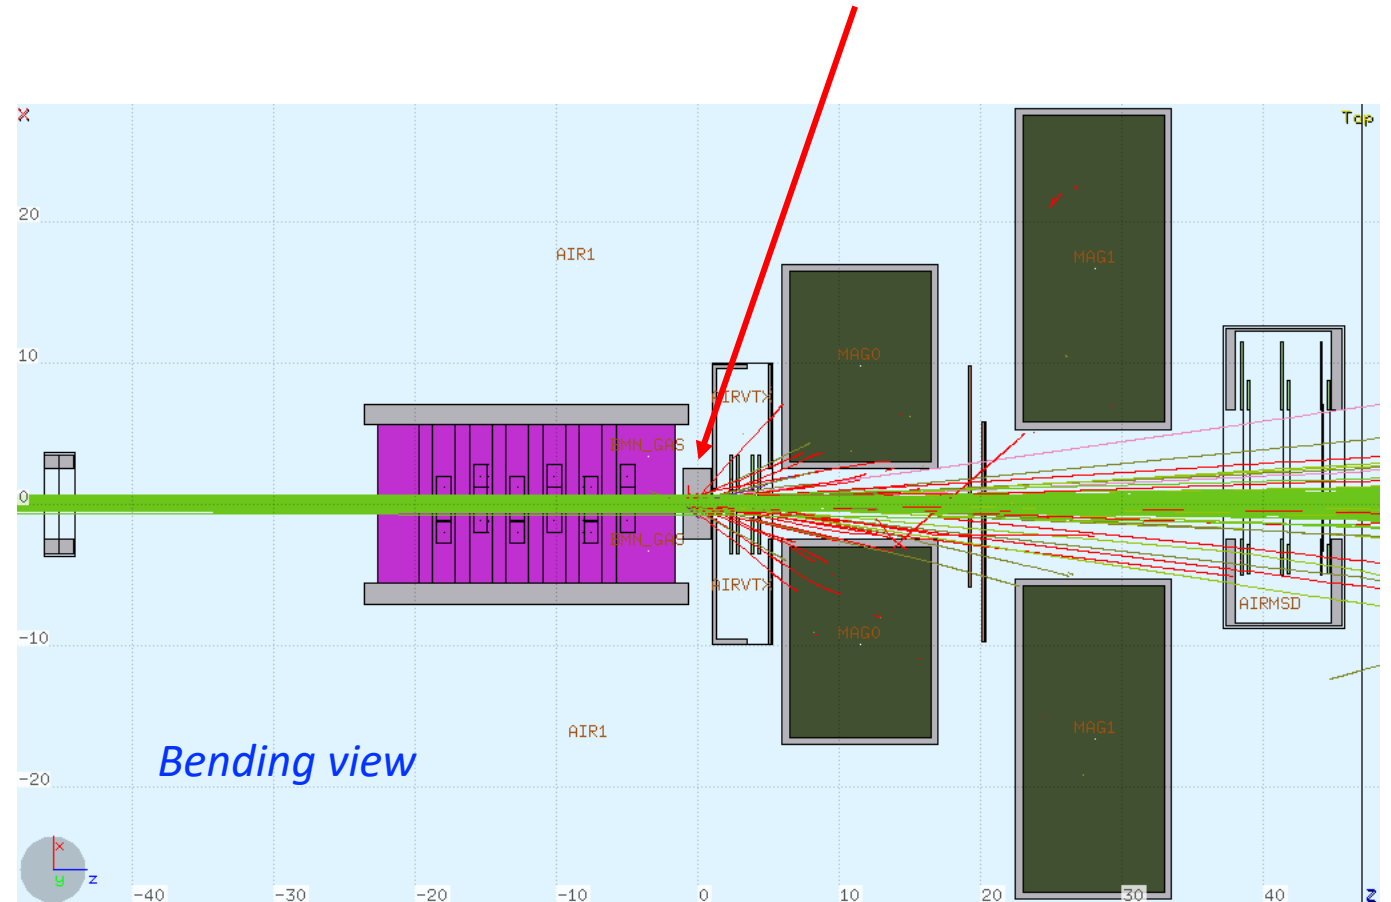 X
Top
20
AIR1
MAG1
10
MAG0
AIRVTX
BMN_GAS
0
BMN_GAS
AIRVTX
AIRMSD
MAG0
-10
AIR1
MAG1
Bending view
-20
x
y z
-40 -30 -20 -10 0 10 20 30 40 Z